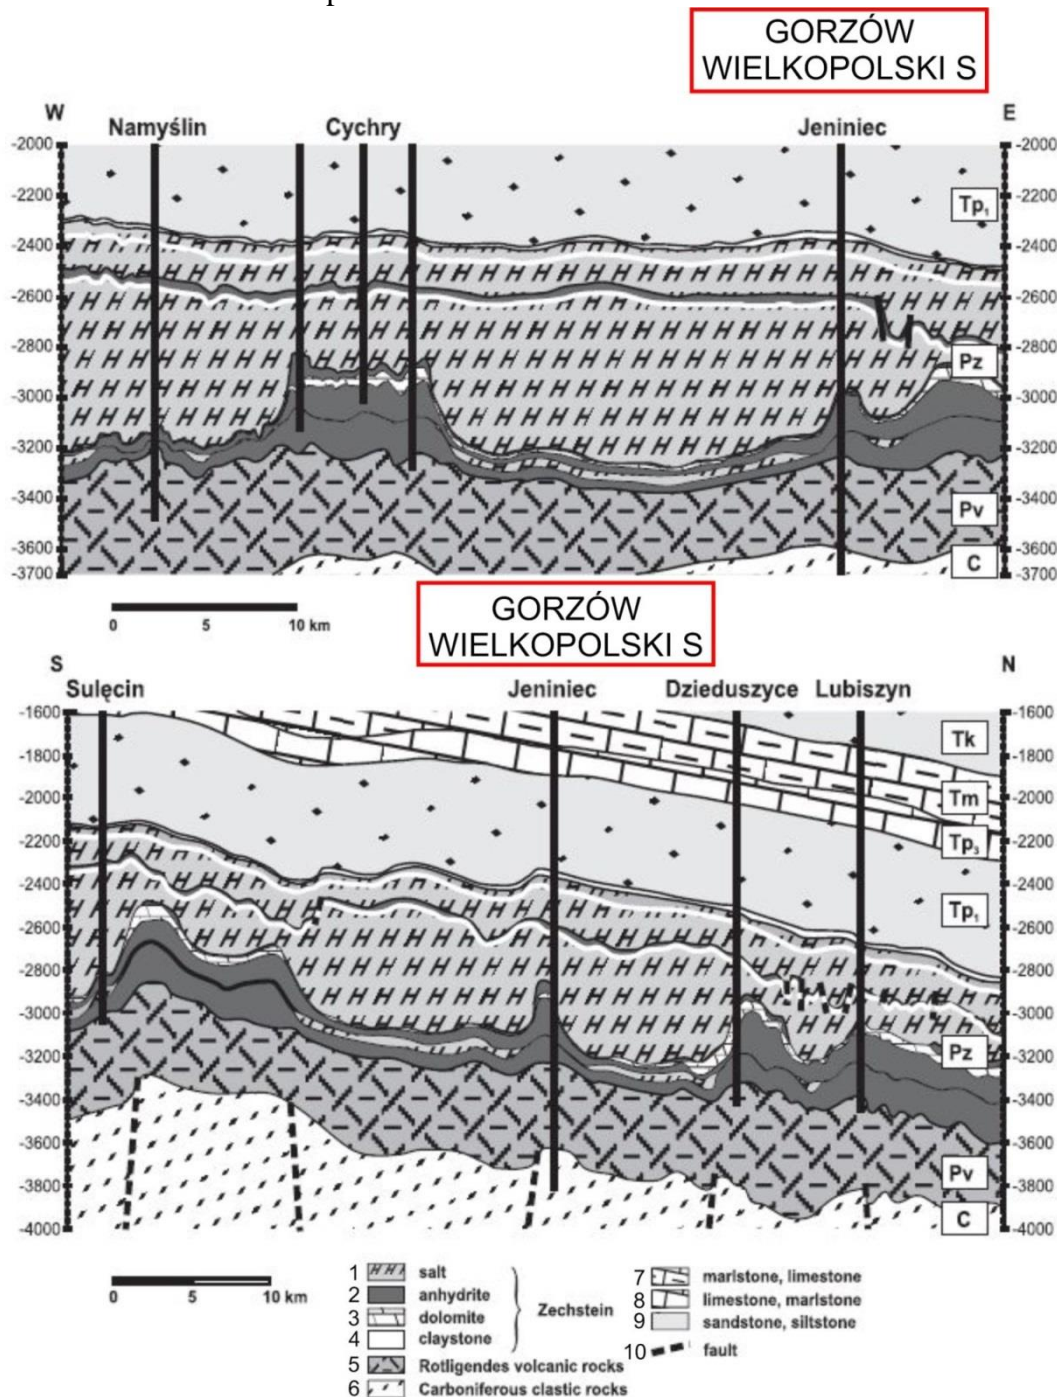 GORZÓW
WIELKOPOLSKI S
W
E
Namyślin
Cychry
Jeniniec
-2000
-2200
-2400
-2600
-2800
-3000
-3200
-3400
-3600
-3700
-2000
-2200
-2400
-2600
-2800
-3000
-3200
-3400
-3600
-3700
Tp₁
Pz
Pv
C
0 5 10 km
GORZÓW
WIELKOPOLSKI S
S
N
Sulęcin
Jeniniec
Dzieduszyce
Lubiszyn
-1600
-1800
-2000
-2200
-2400
-2600
-2800
-3000
-3200
-3400
-3600
-3800
-4000
-1600
-1800
-2000
-2200
-2400
-2600
-2800
-3000
-3200
-3400
-3600
-3800
-4000
Tk
Tm
Tp₃
Tp₁
Pz
Pv
C
0 5 10 km
1 salt
2 anhydrite
3 dolomite
4 claystone
Zechstein
5 Rotligendes volcanic rocks
6 Carboniferous clastic rocks
7 marlstone, limestone
8 limestone, marlstone
9 sandstone, siltstone
10 fault